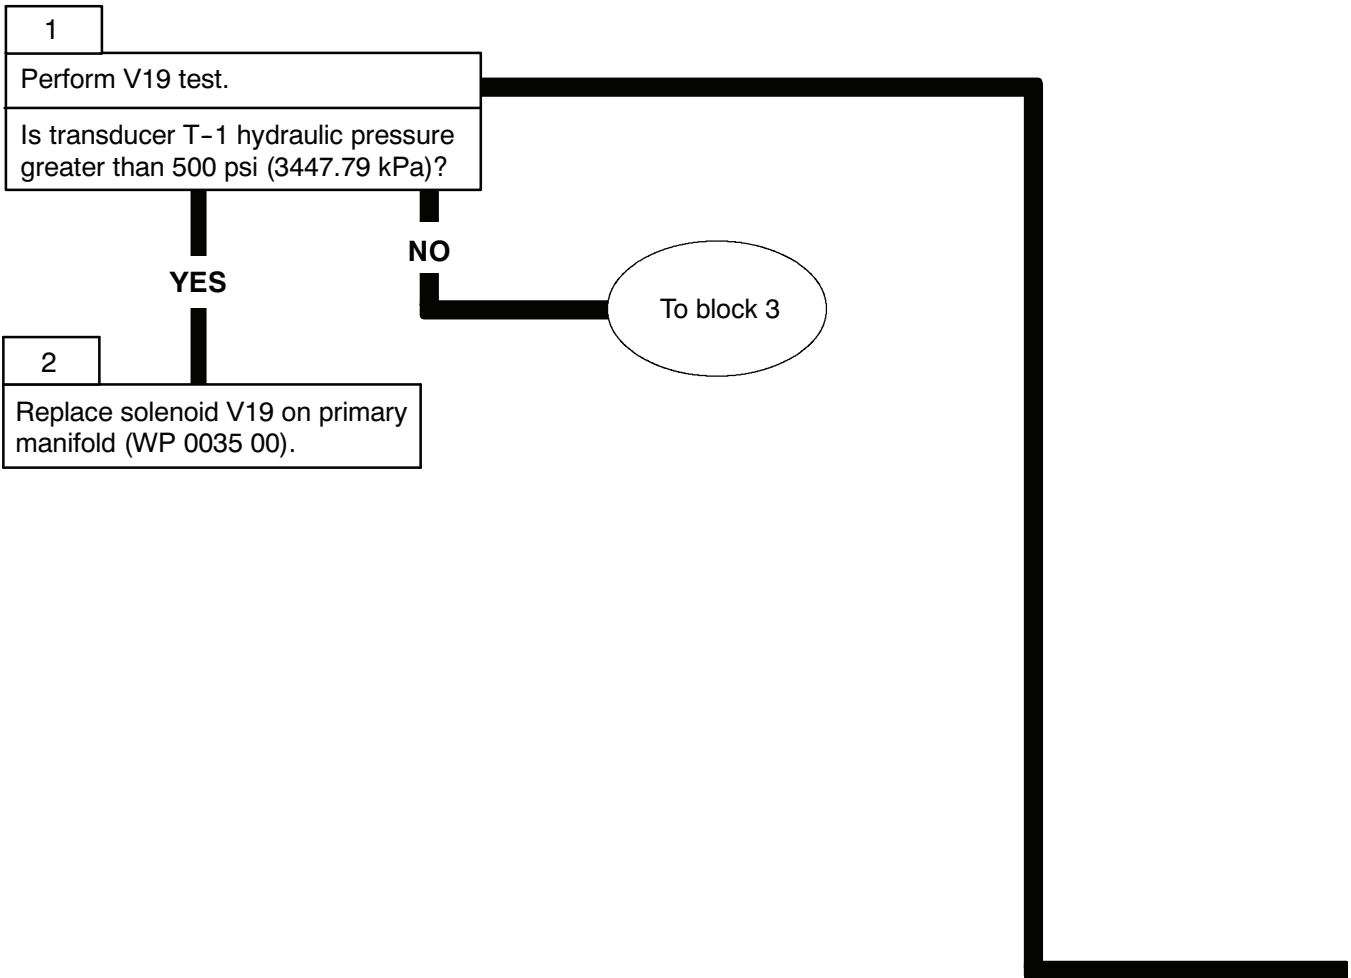 1
Perform V19 test.
Is transducer T-1 hydraulic pressure
greater than 500 psi (3447.79 kPa)?
YES
NO
To block 3
2
Replace solenoid V19 on primary
manifold (WP 0035 00).